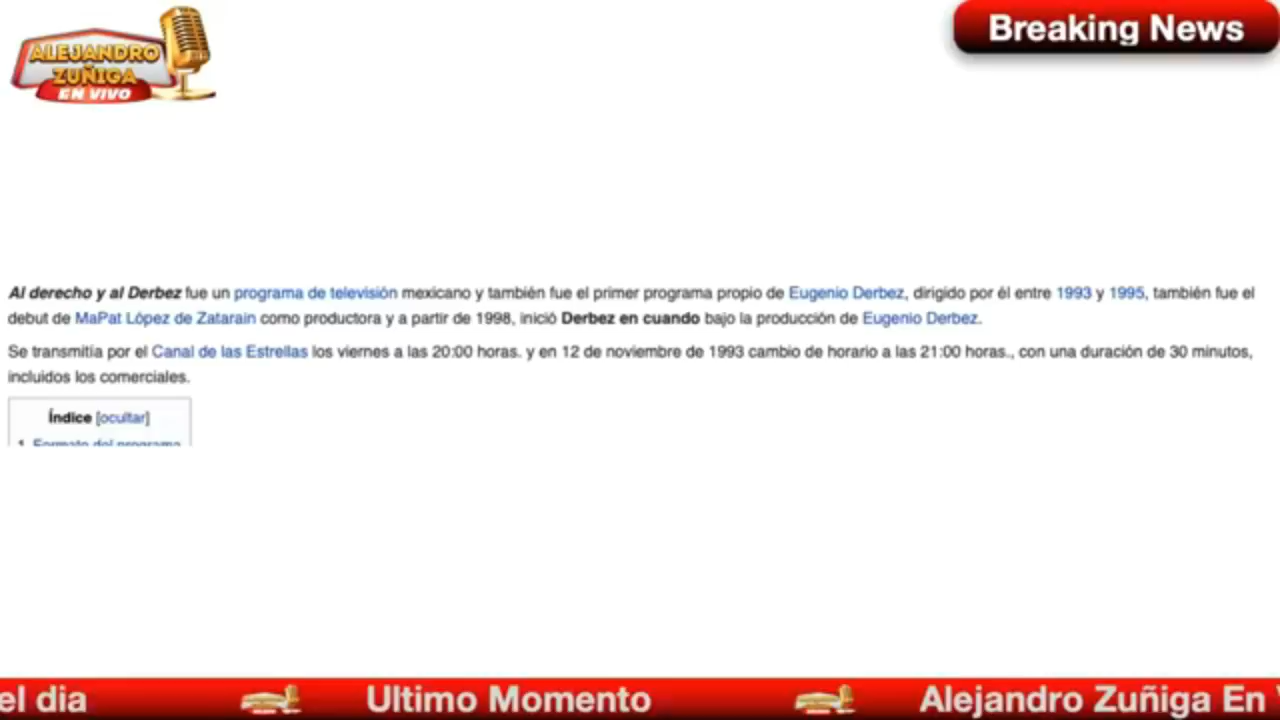 ALEJANDRO
ZUÑIGA
EN VIVO
Breaking News
Al derecho y al Derbez fue un programa de televisión mexicano y también fue el primer programa propio de Eugenio Derbez, dirigido por él entre 1993 y 1995, también fue el
debut de MaPat López de Zatarain como productora y a partir de 1998, inició Derbez en cuando bajo la producción de Eugenio Derbez.
Se transmitía por el Canal de las Estrellas los viernes a las 20:00 horas. y en 12 de noviembre de 1993 cambio de horario a las 21:00 horas., con una duración de 30 minutos,
incluidos los comerciales.
Índice [ocultar]
1 Formato del programa
el dia Ultimo Momento Alejandro Zuñiga En